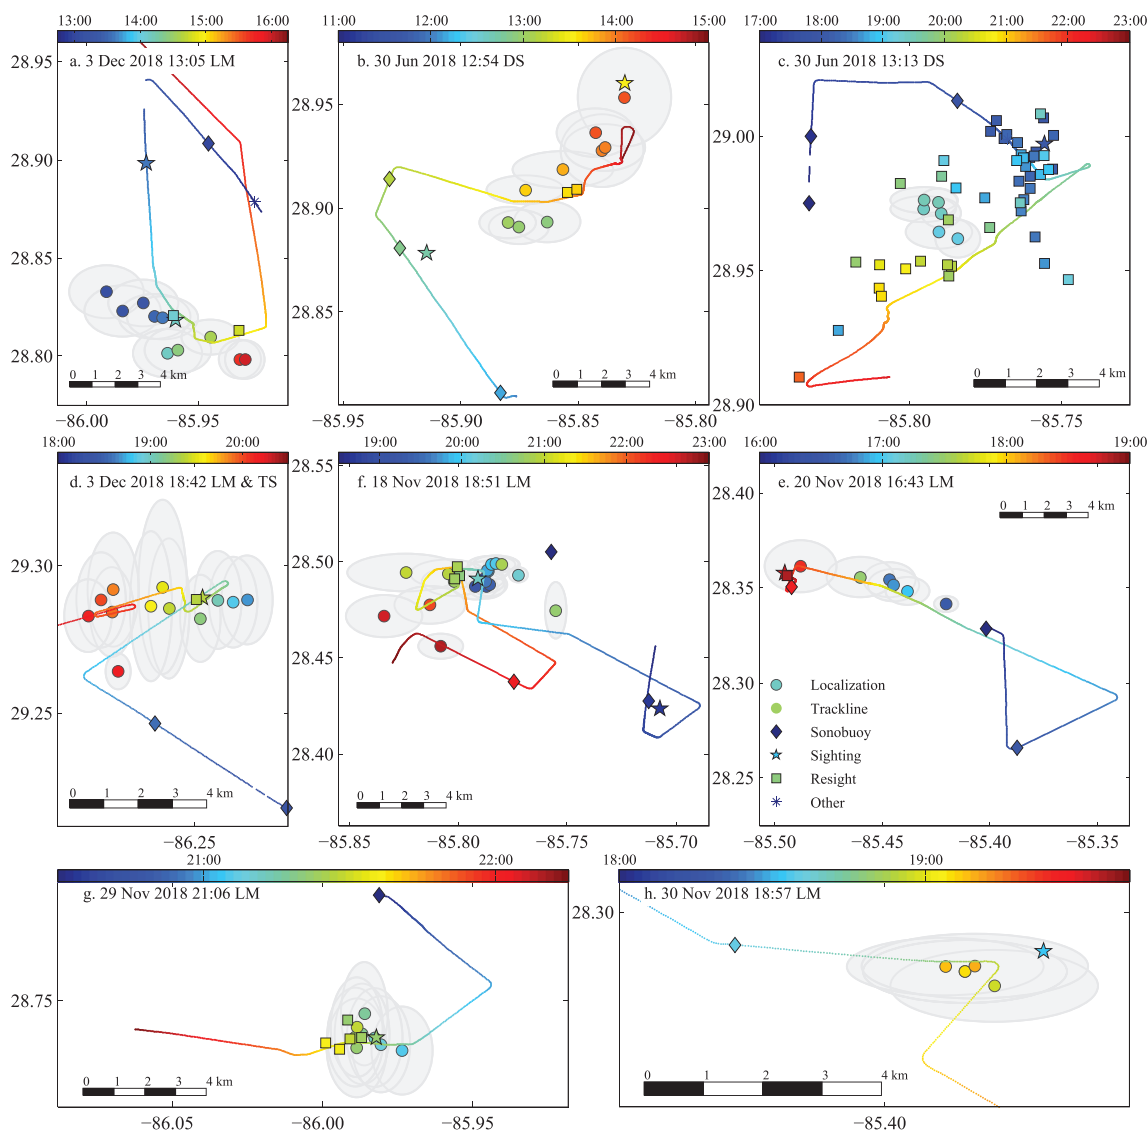 13:00 14:00 15:00 16:00
11:00 12:00 13:00 14:00 15:00
17:00 18:00 19:00 20:00 21:00 22:00 23:00
a. 3 Dec 2018 13:05 LM
28.95
28.90
28.85
28.80
0 1 2 3 4 km
−86.00 −85.95
b. 30 Jun 2018 12:54 DS
28.95
28.90
28.85
0 1 2 3 4 km
−85.95 −85.90 −85.85 −85.80
c. 30 Jun 2018 13:13 DS
29.00
28.95
28.90
0 1 2 3 4 km
−85.80 −85.740
18:00 19:00 20:00
19:00 20:00 21:00 22:00 23:00
16:00 17:00 18:00 19:00
d. 3 Dec 2018 18:42 LM & TS
29.30
29.25
0 1 2 3 4 km
−86.25
f. 18 Nov 2018 18:51 LM
28.55
28.50
28.45
28.40
0 1 2 3 4 km
−85.85 −85.80 −85.75 −85.70
e. 20 Nov 2018 16:43 LM
28.40
28.35
28.30
28.25
0 1 2 3 4 km
Localization
Trackline
Sonobuoy
Sighting
Resight
Other
−85.50 −85.45 −85.40 −85.35
21:00 22:00
18:00 19:00
g. 29 Nov 2018 21:06 LM
28.75
0 1 2 3 4 km
−86.05 −86.00 −85.95
h. 30 Nov 2018 18:57 LM
28.30
0 1 2 3 4 km
−85.40